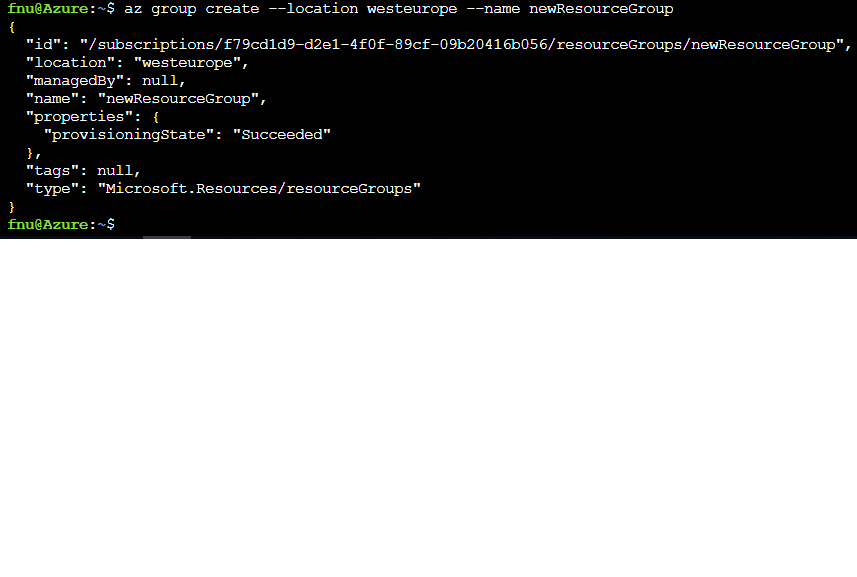 fnu@Azure:~$ az group create --location westeurope --name newResourceGroup
{
  "id": "/subscriptions/f79cd1d9-d2e1-4f0f-89cf-09b20416b056/resourceGroups/newResourceGroup",
  "location": "westeurope",
  "managedBy": null,
  "name": "newResourceGroup",
  "properties": {
    "provisioningState": "Succeeded"
  },
  "tags": null,
  "type": "Microsoft.Resources/resourceGroups"
}
fnu@Azure:~$